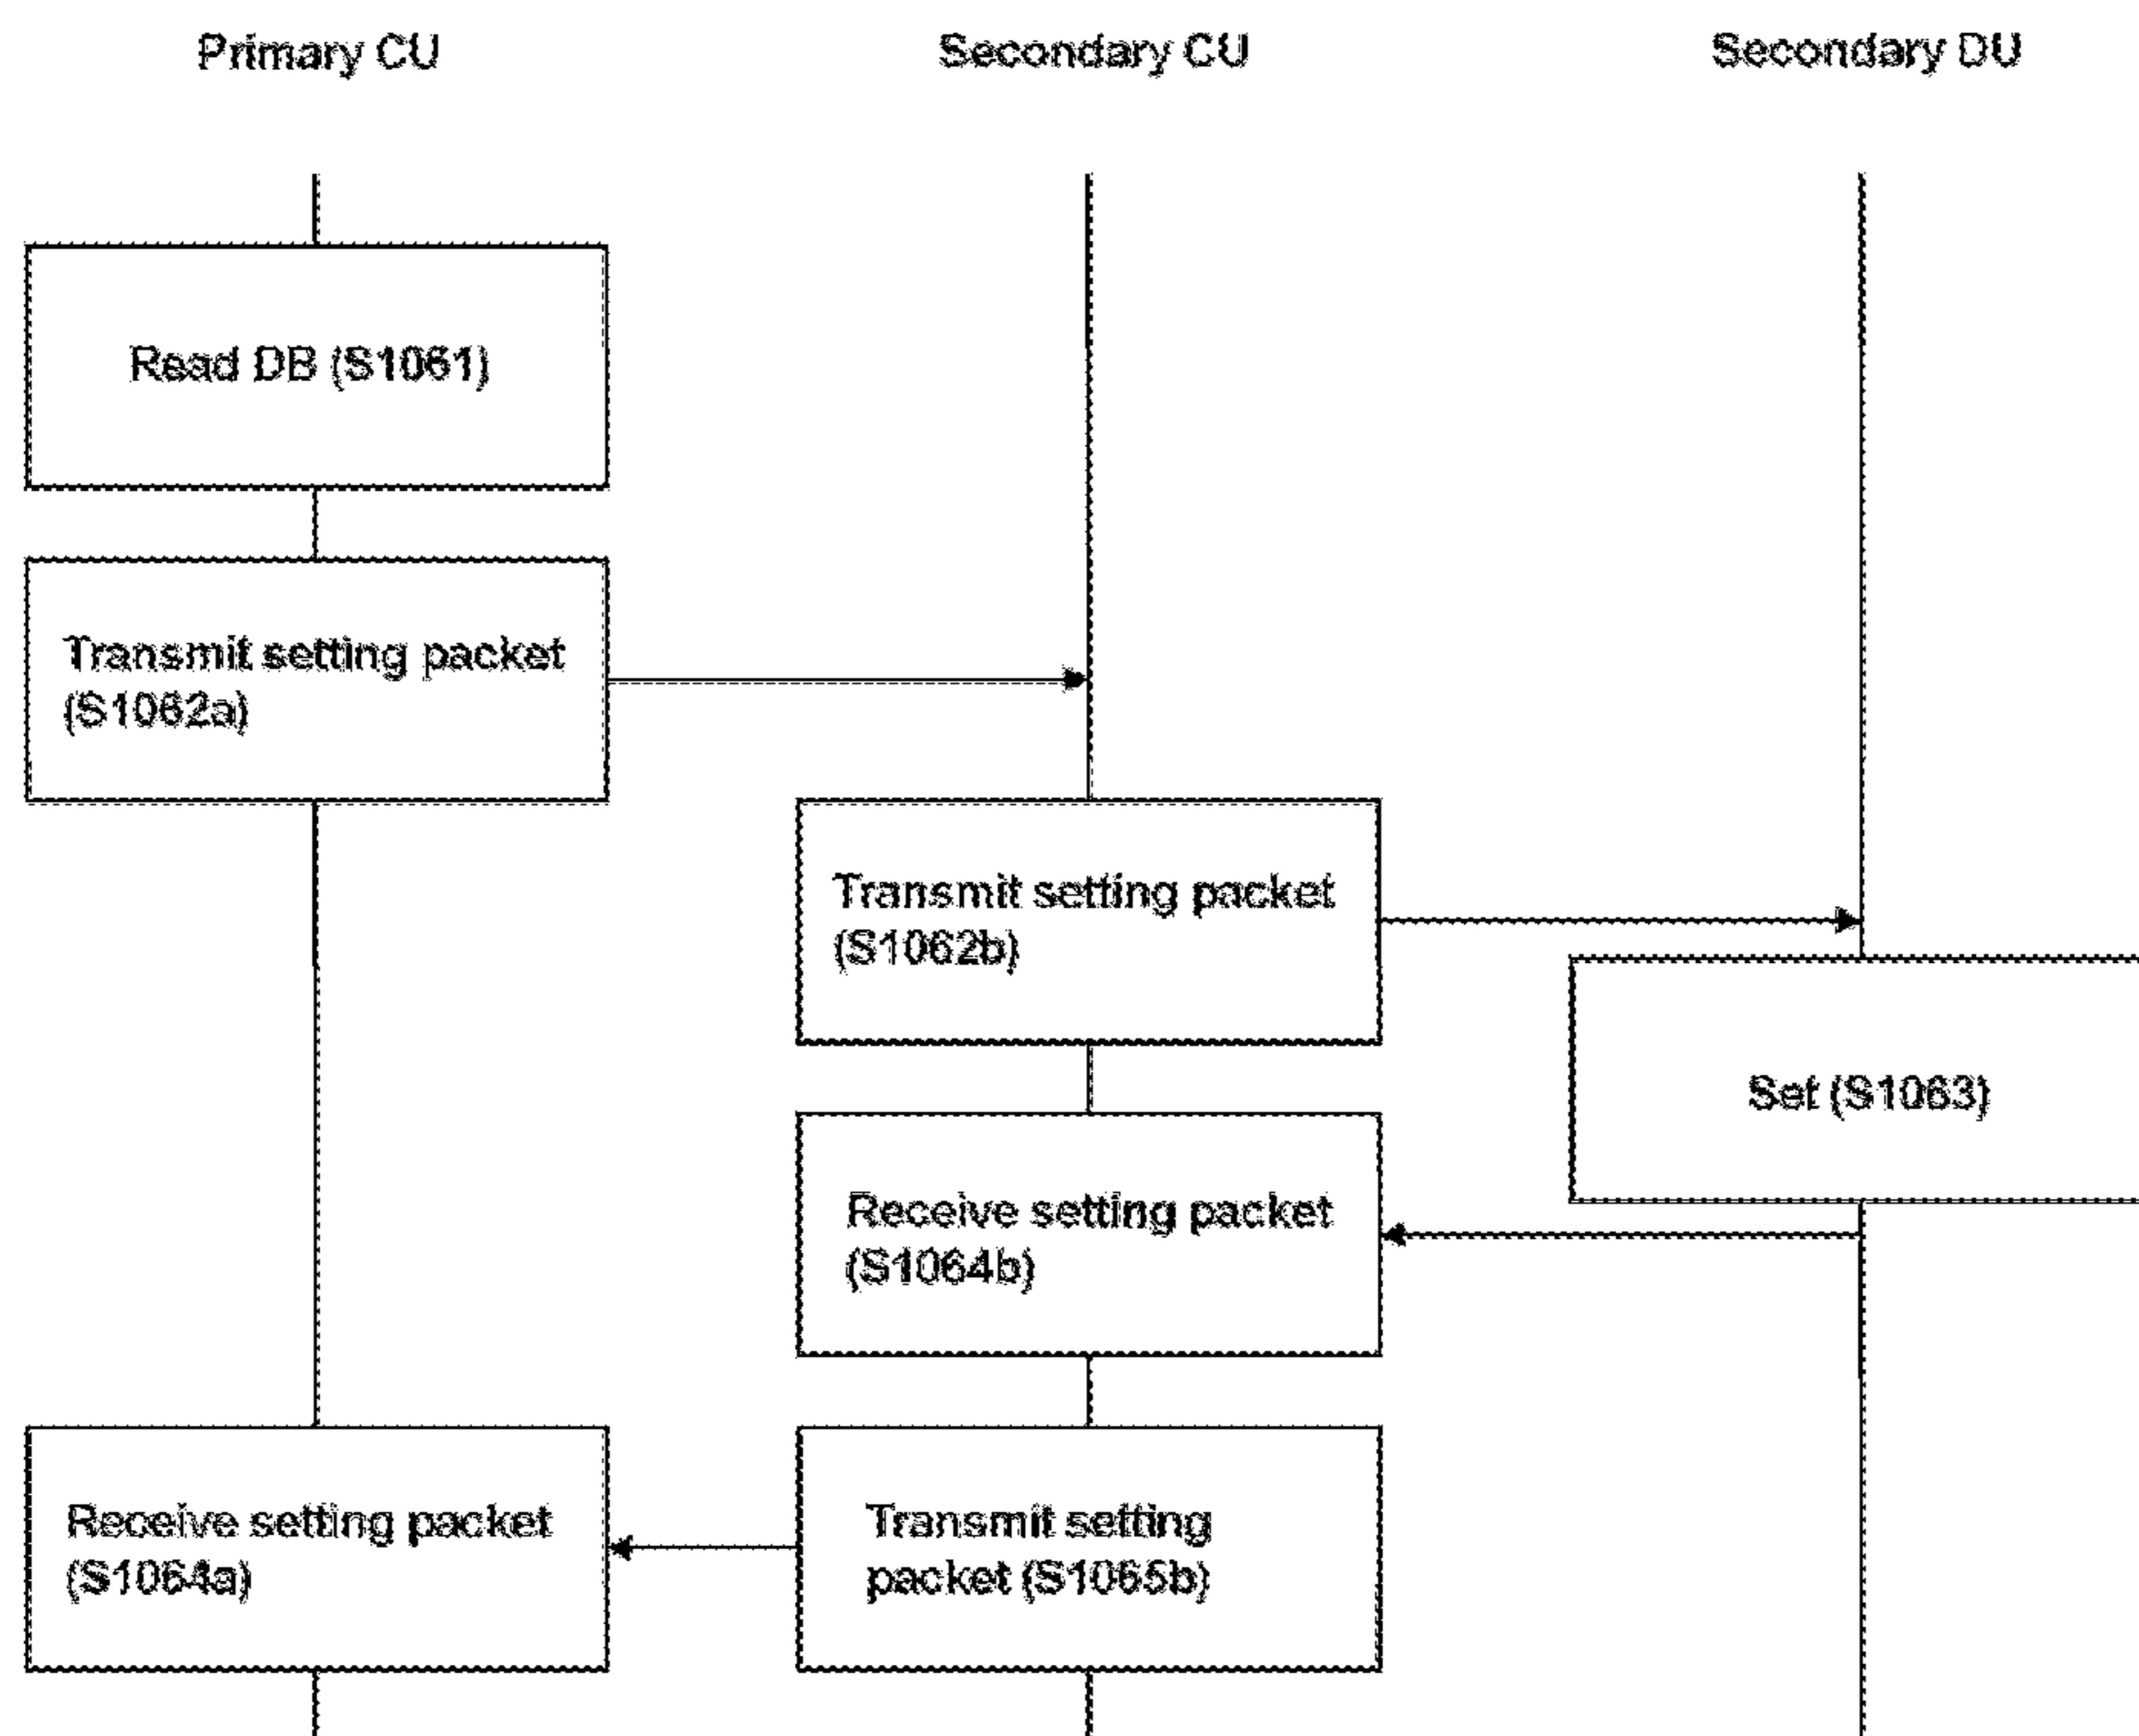 Primary CU
Secondary CU
Secondary DU
Read DB (S1061)
Transmit setting packet
(S1062a)
Transmit setting packet
(S1062b)
Set (S1063)
Receive setting packet
(S1064b)
Receive setting packet
(S1064a)
Transmit setting
packet (S1065b)